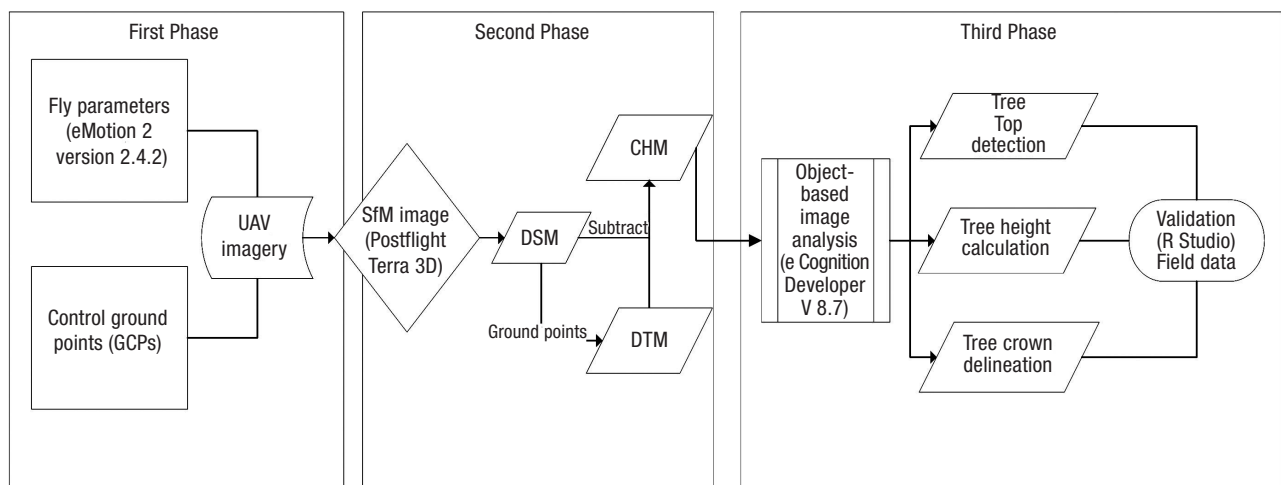 First Phase
Fly parameters
(eMotion 2
version 2.4.2)
UAV
imagery
Control ground
points (GCPs)
Second Phase
SfM image
(Postflight
Terra 3D)
DSM
Subtract
CHM
Ground points
DTM
Third Phase
Object-
based
image
analysis
(e Cognition
Developer
V 8.7)
Tree
Top
detection
Tree height
calculation
Tree crown
delineation
Validation
(R Studio)
Field data